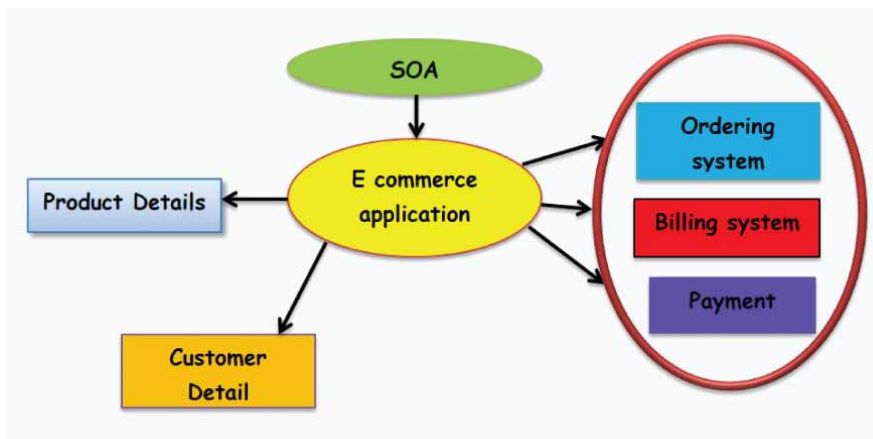 SOA
E commerce
application
Product Details
Customer
Detail
Ordering
system
Billing system
Payment